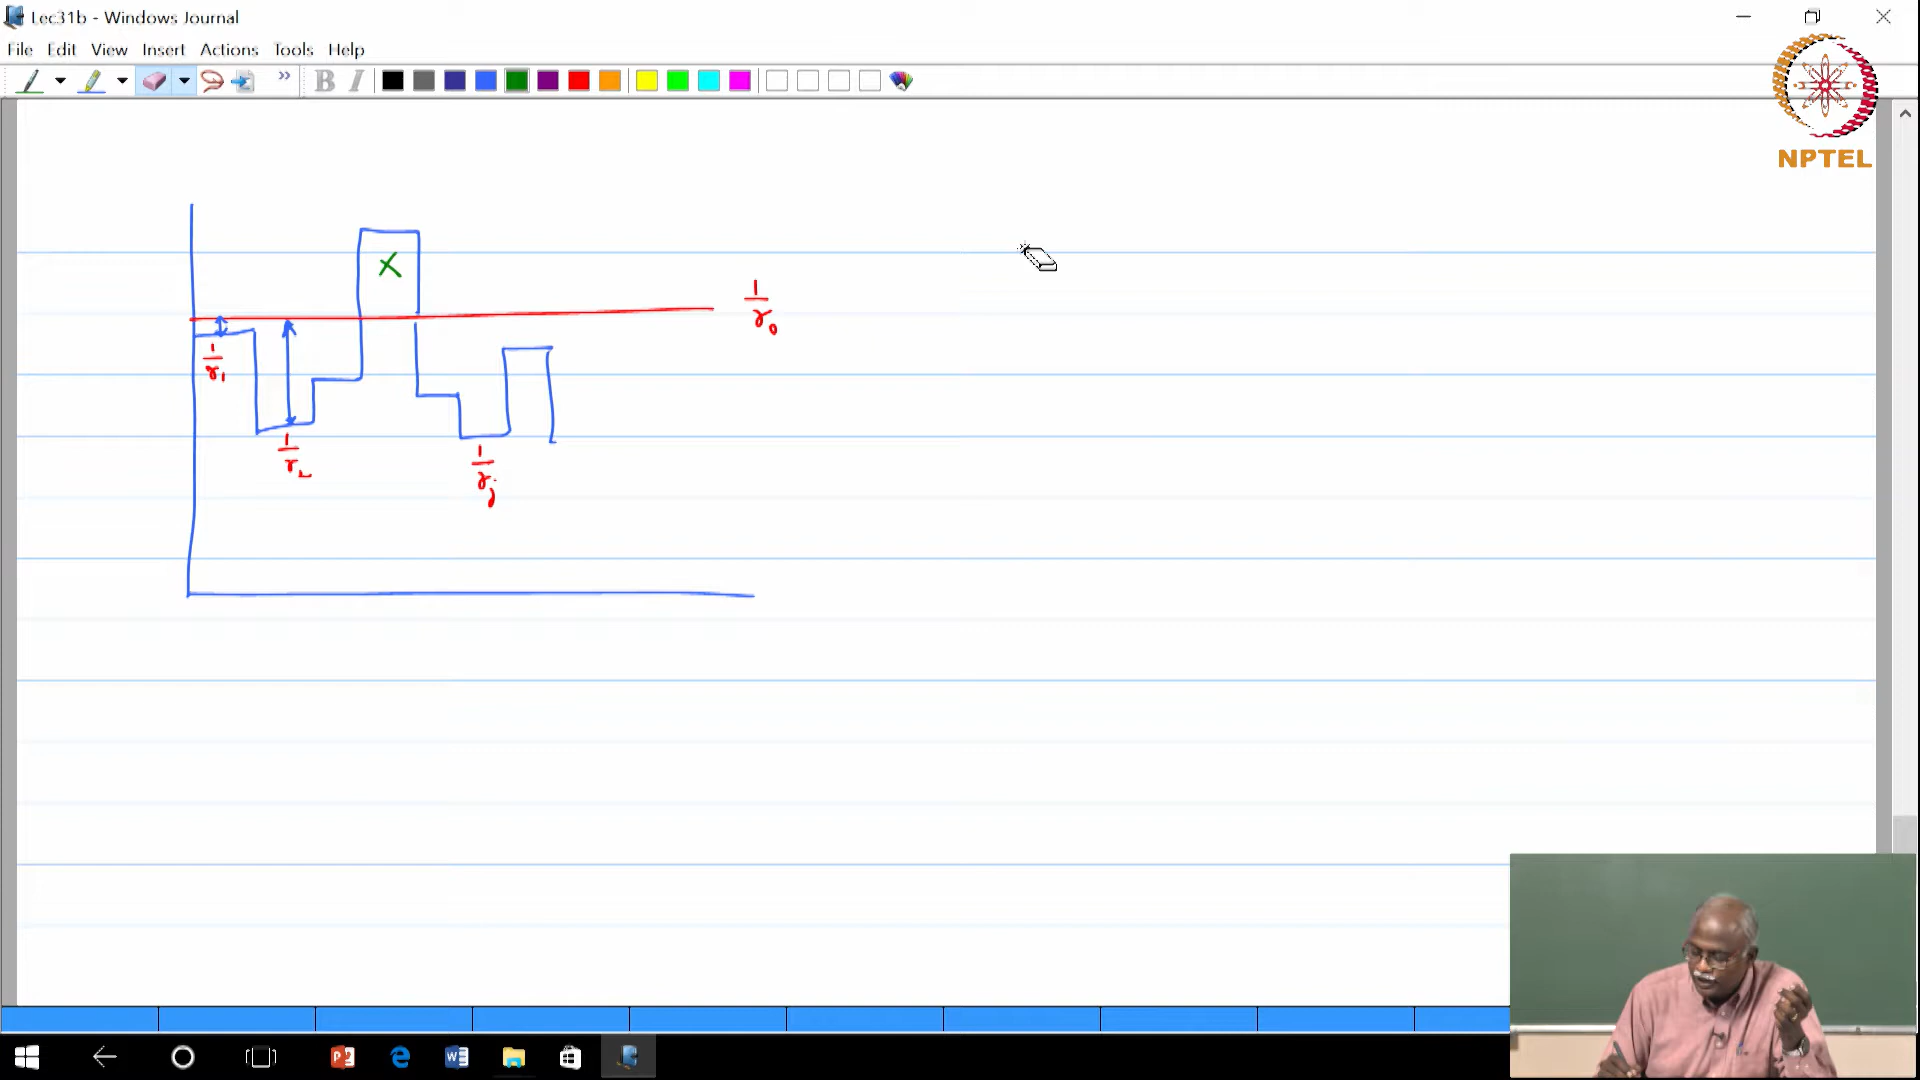 Lec31b - Windows Journal
File Edit View Insert Actions Tools Help
B I
NPTEL
X
1/γ₀
1/γ₁
1/γ₂
1/γⱼ